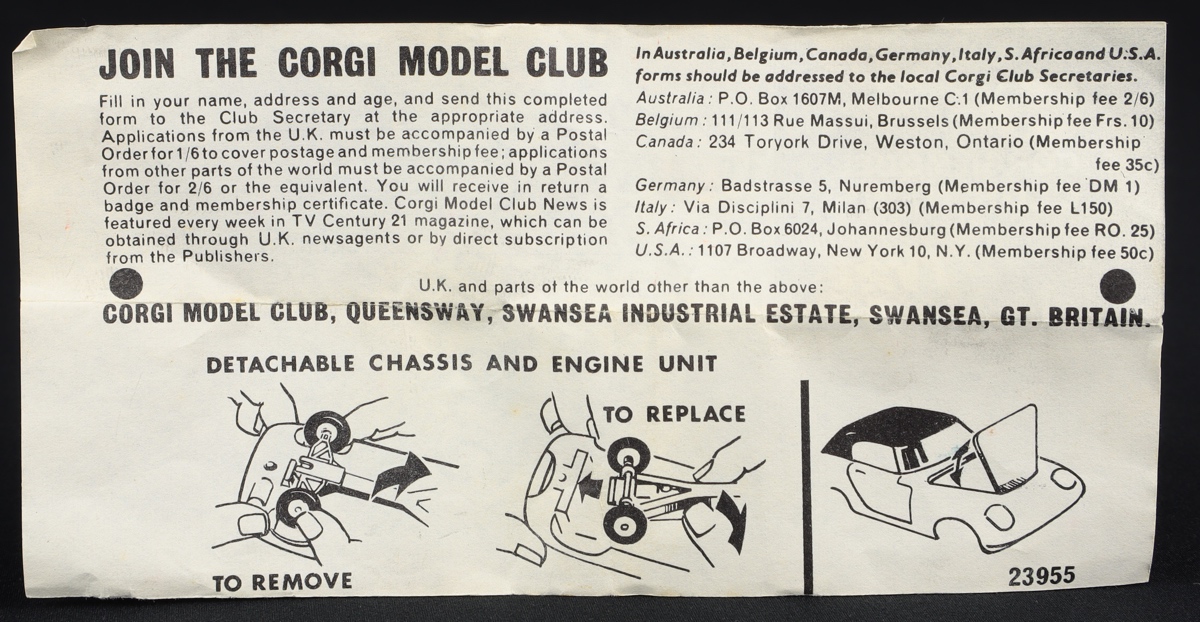 JOIN THE CORGI MODEL CLUB
Fill in your name, address and age, and send this completed
form to the Club Secretary at the appropriate address.
Applications from the U.K. must be accompanied by a Postal
Order for 1/6 to cover postage and membership fee; applications
from other parts of the world must be accompanied by a Postal
Order for 2/6 or the equivalent. You will receive in return a
badge and membership certificate. Corgi Model Club News is
featured every week in TV Century 21 magazine, which can be
obtained through U.K. newsagents or by direct subscription
from the Publishers.
In Australia, Belgium, Canada, Germany, Italy, S. Africa and U.S.A.
forms should be addressed to the local Corgi Club Secretaries.
Australia : P.O. Box 1607M, Melbourne C.1 (Membership fee 2/6)
Belgium : 111/113 Rue Massui, Brussels (Membership fee Frs. 10)
Canada : 234 Toryork Drive, Weston, Ontario (Membership
fee 35c)
Germany : Badstrasse 5, Nuremberg (Membership fee DM 1)
Italy : Via Disciplini 7, Milan (303) (Membership fee L150)
S. Africa : P.O. Box 6024, Johannesburg (Membership fee RO. 25)
U.S.A. : 1107 Broadway, New York 10, N.Y. (Membership fee 50c)
U.K. and parts of the world other than the above:
CORGI MODEL CLUB, QUEENSWAY, SWANSEA INDUSTRIAL ESTATE, SWANSEA, GT. BRITAIN.
DETACHABLE CHASSIS AND ENGINE UNIT
TO REPLACE
TO REMOVE
23955